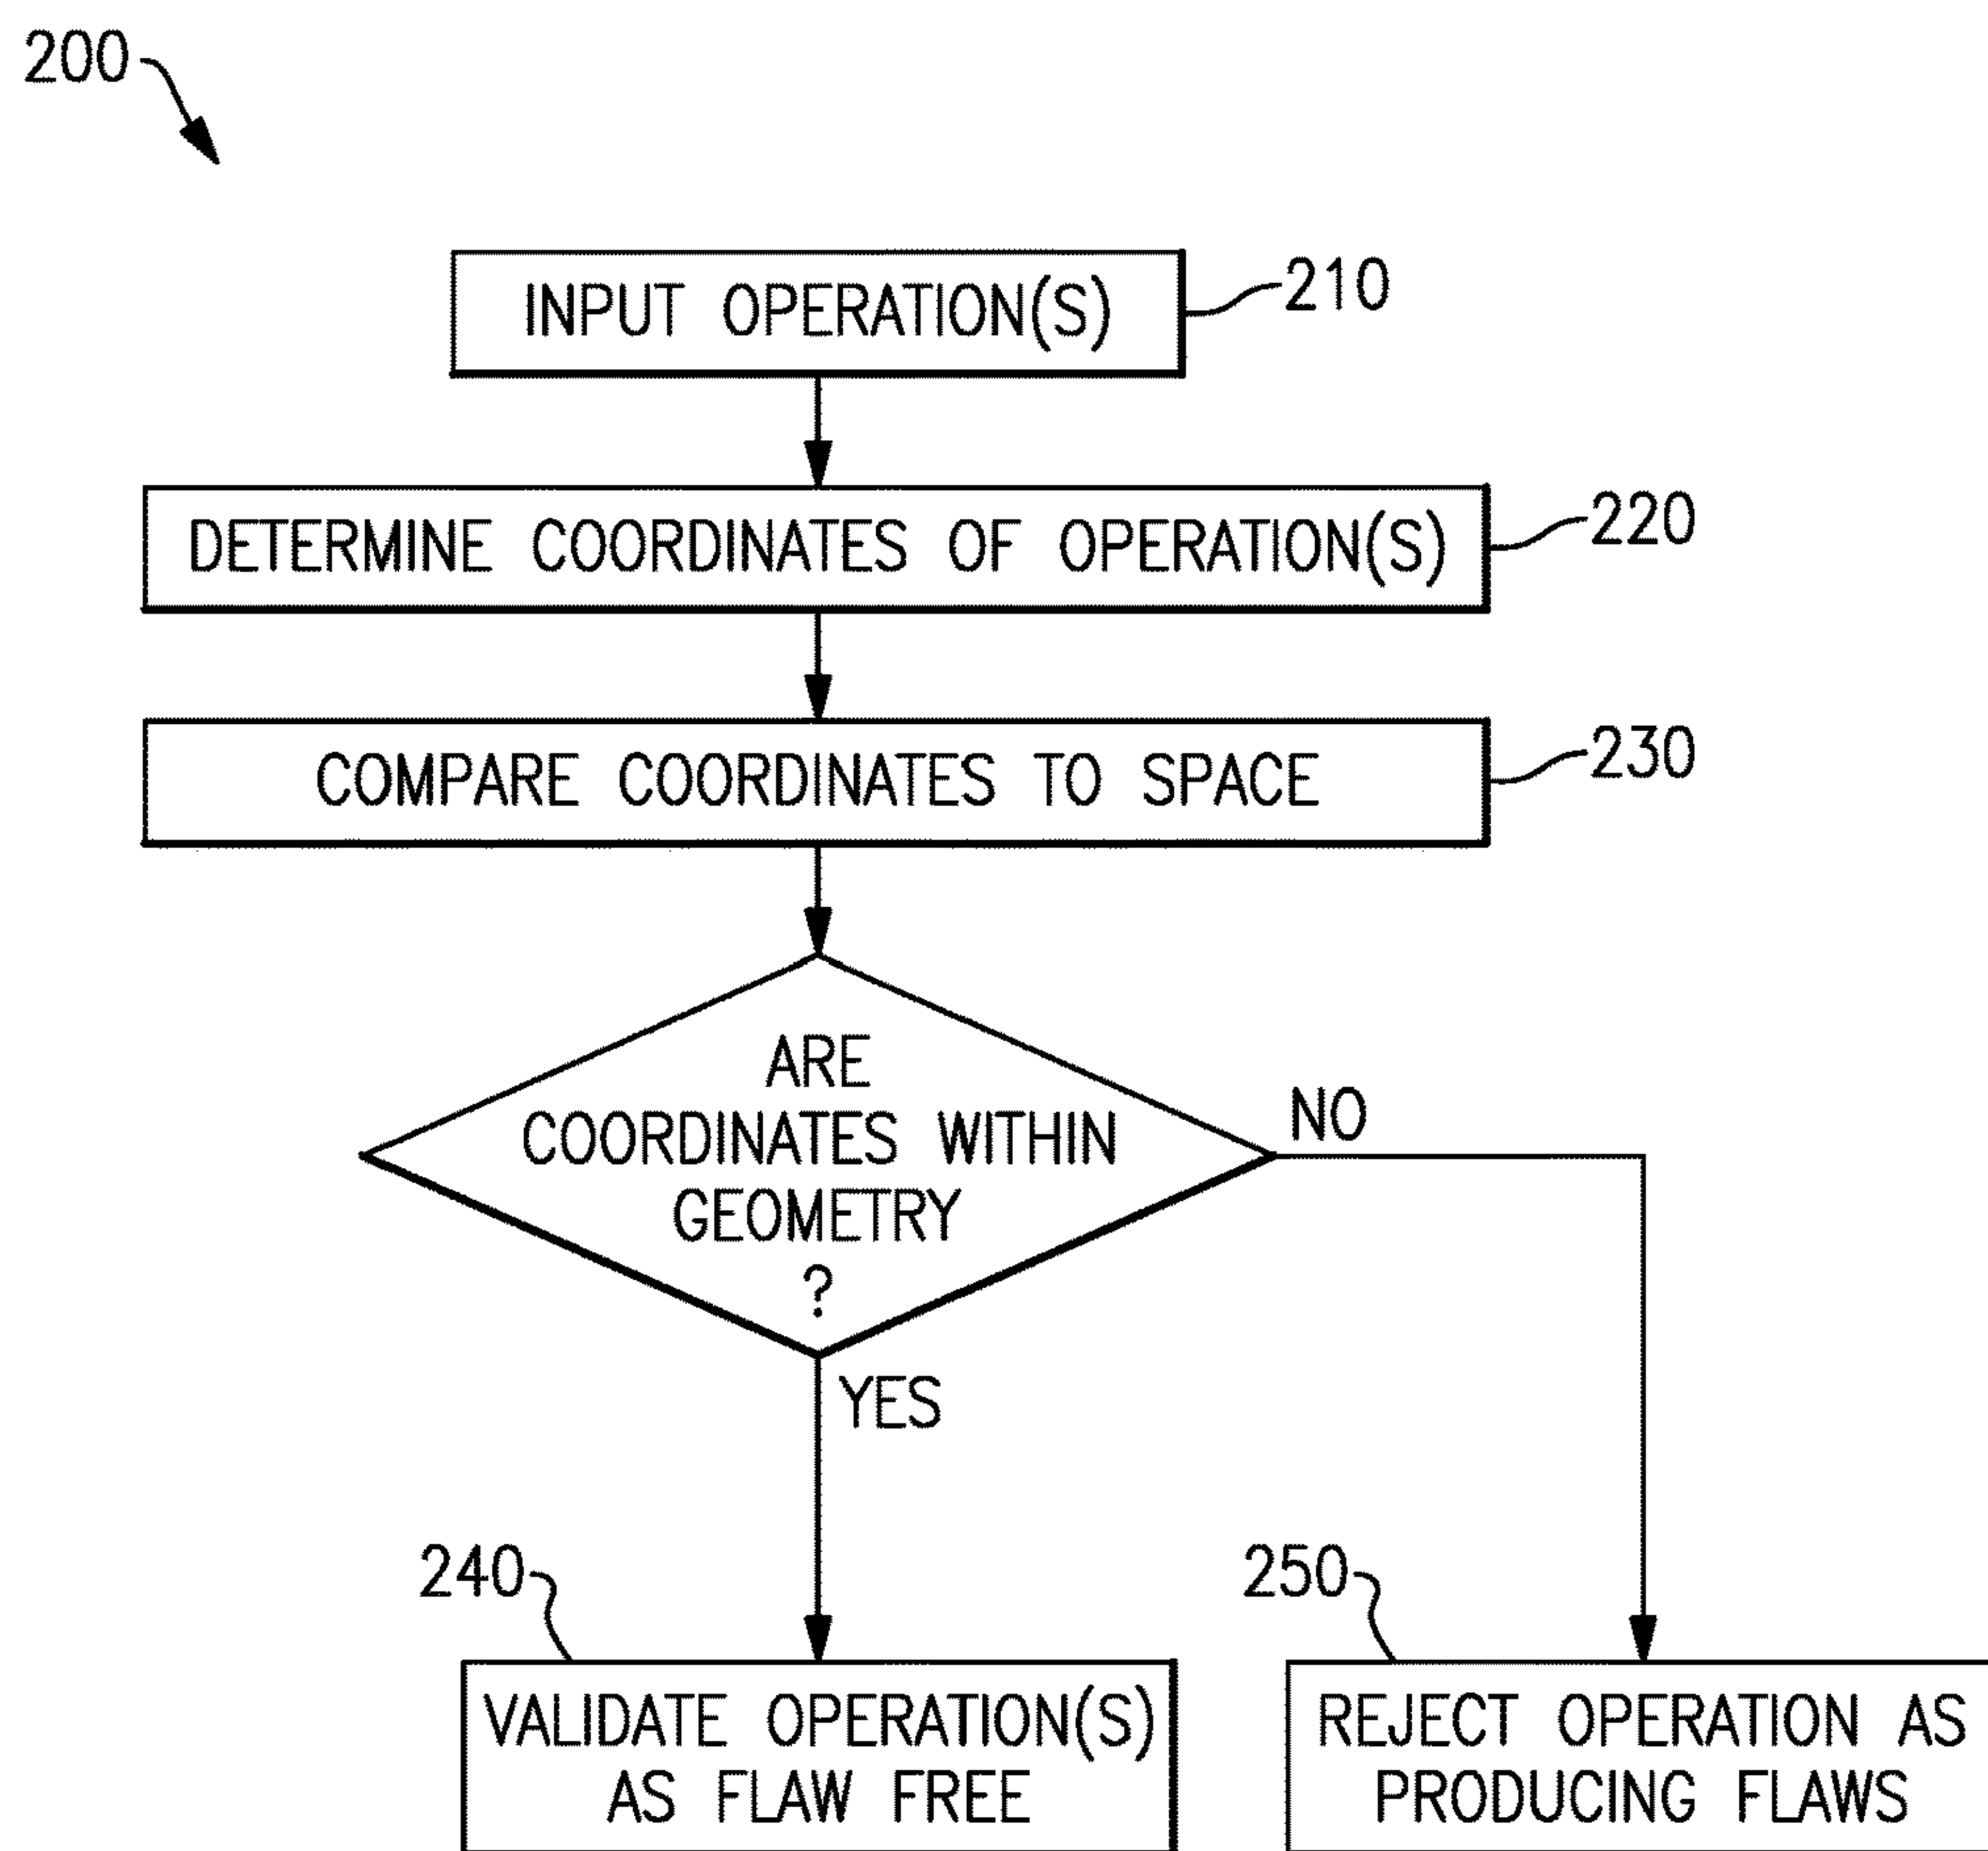 200
INPUT OPERATION(S)
210
DETERMINE COORDINATES OF OPERATION(S)
220
COMPARE COORDINATES TO SPACE
230
ARE
COORDINATES WITHIN
GEOMETRY
?
NO
YES
240
VALIDATE OPERATION(S)
AS FLAW FREE
250
REJECT OPERATION AS
PRODUCING FLAWS